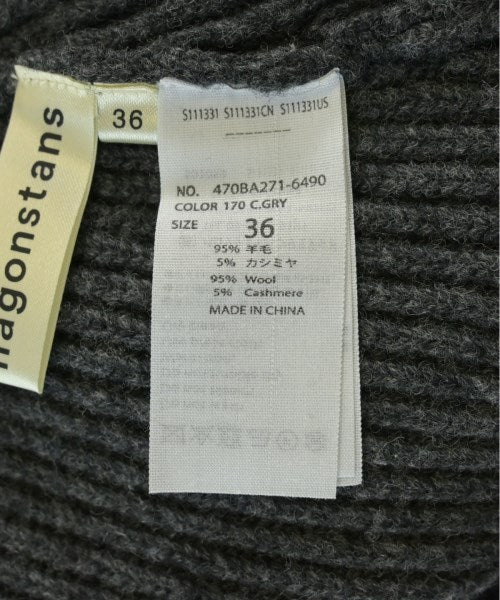 nagonstans
36
S111331 S111331CN S111331US
NO. 470BA271-6490
COLOR 170 C.GRY
SIZE 36
95% 羊毛
5% カシミヤ
95% Wool
5% Cashmere
MADE IN CHINA